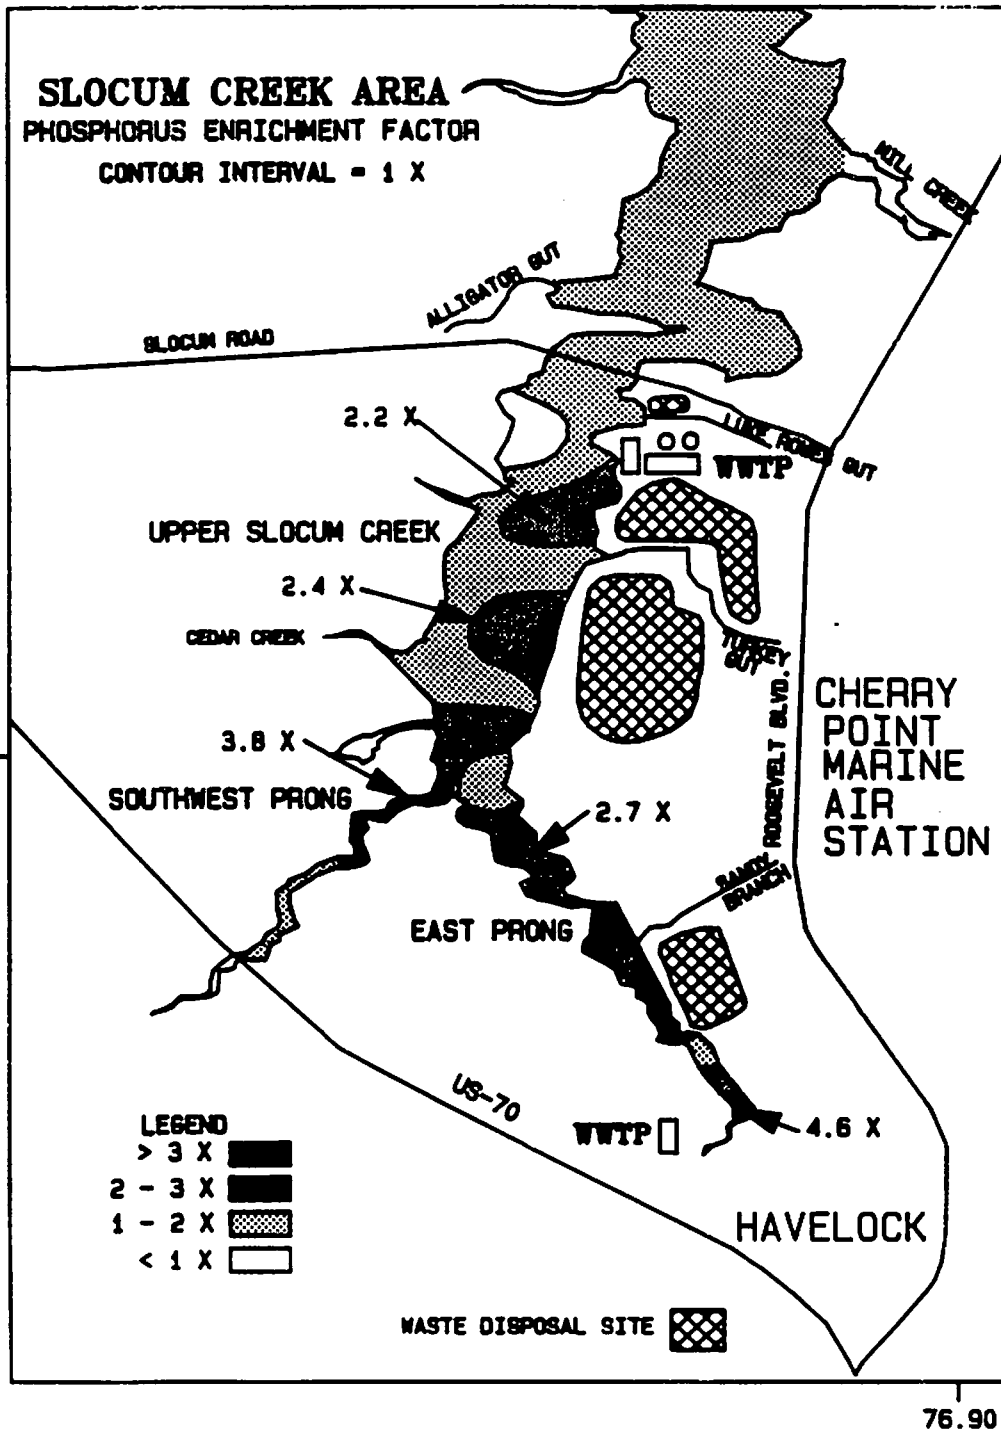 SLOCUM CREEK AREA
PHOSPHORUS ENRICHMENT FACTOR
CONTOUR INTERVAL = 1 X
MILL CREEK
ALLIGATOR GUT
SLOCUM ROAD
2.2 X
LUKE ROWES GUT
WWTP
UPPER SLOCUM CREEK
2.4 X
CEDAR CREEK
TURKEY
GUT
ROOSEVELT BLVD.
CHERRY
POINT
MARINE
AIR
STATION
3.8 X
SOUTHWEST PRONG
2.7 X
SANDY
BRANCH
EAST PRONG
US-70
WWTP
4.6 X
LEGEND
> 3 X
2 - 3 X
1 - 2 X
< 1 X
HAVELOCK
WASTE DISPOSAL SITE
76.90